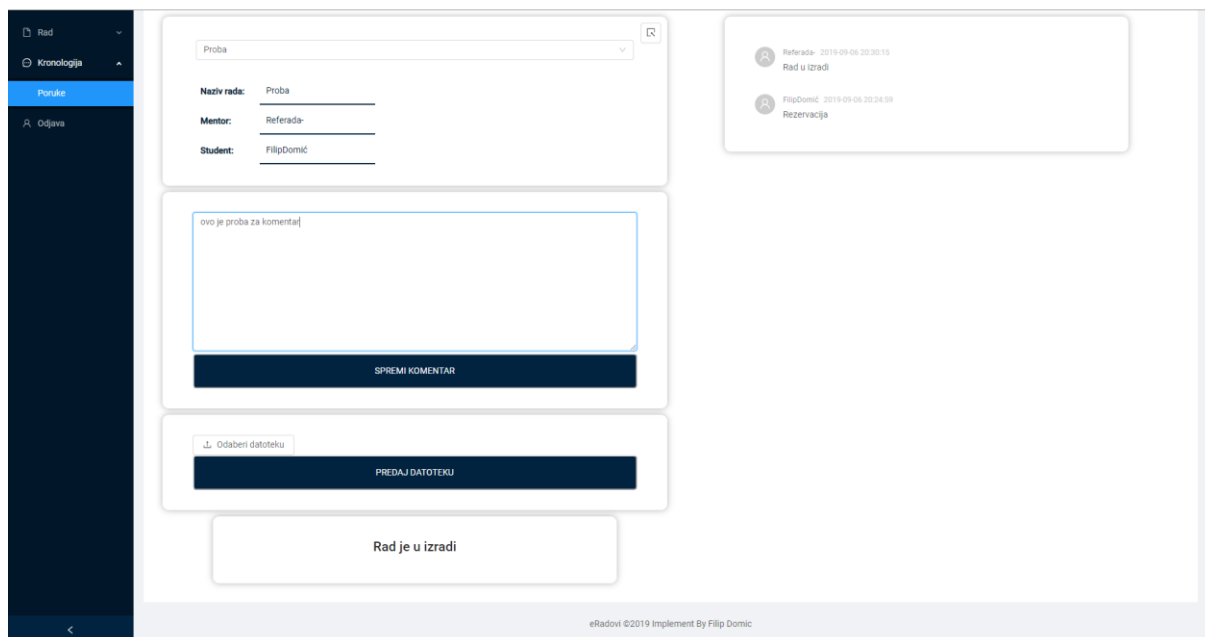 Rad
Kronologija
Poruke
Odjava
Proba
Naziv rada: Proba
Mentor: Referada-
Student: FilipDomić
ovo je proba za komentar
SPREMI KOMENTAR
Odaberi datoteku
PREDAJ DATOTEKU
Rad je u izradi
Referada- 2019-09-06 20:30:15
Rad u izradi
FilipDomić 2019-09-06 20:24:59
Rezervacija
eRadovi ©2019 Implement By Filip Domic